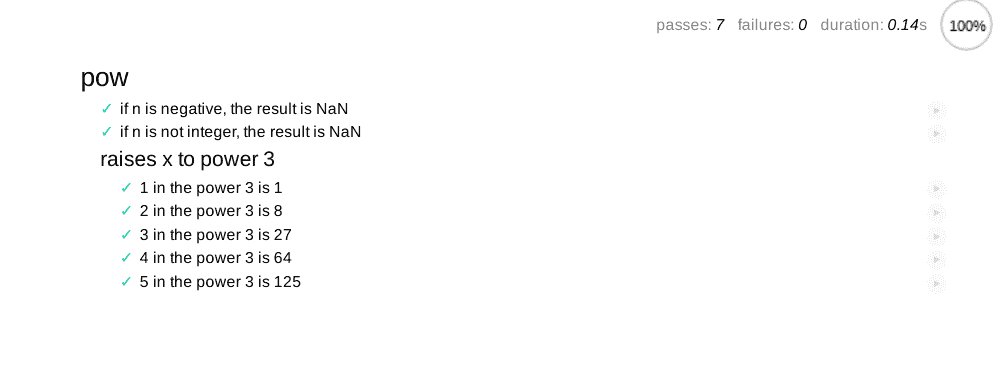 passes: 7 failures: 0 duration: 0.14s 100%
pow
✓ if n is negative, the result is NaN
✓ if n is not integer, the result is NaN
raises x to power 3
✓ 1 in the power 3 is 1
✓ 2 in the power 3 is 8
✓ 3 in the power 3 is 27
✓ 4 in the power 3 is 64
✓ 5 in the power 3 is 125